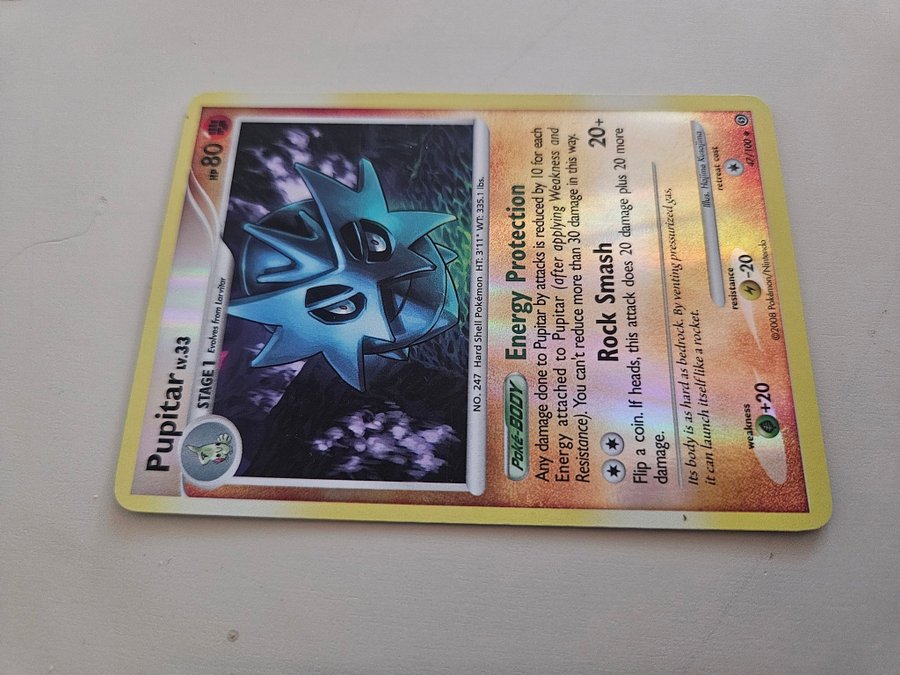 Pupitar LV.33
HP 80
STAGE 1 Evolves from Larvitar
NO. 247 Hard Shell Pokémon HT: 3'11" WT: 335.1 lbs.
POKé-BODY Energy Protection
Any damage done to Pupitar by attacks is reduced by 10 for each
Energy attached to Pupitar (after applying Weakness and
Resistance). You can't reduce more than 30 damage in this way.
Rock Smash 20+
Flip a coin. If heads, this attack does 20 damage plus 20 more
damage.
Its body is as hard as bedrock. By venting pressurized gas,
it can launch itself like a rocket.
Illus. Hajime Kusajima
weakness resistance retreat cost
+20 -20
©2008 Pokémon/Nintendo 47/100